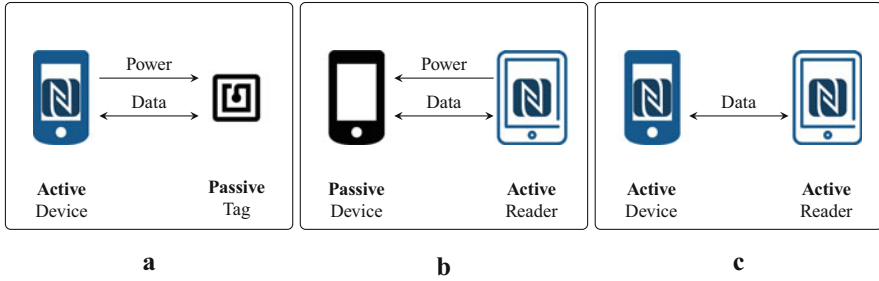 Power
Data
Active
Device
Passive
Tag
a
Power
Data
Passive
Device
Active
Reader
b
Data
Active
Device
Active
Reader
c